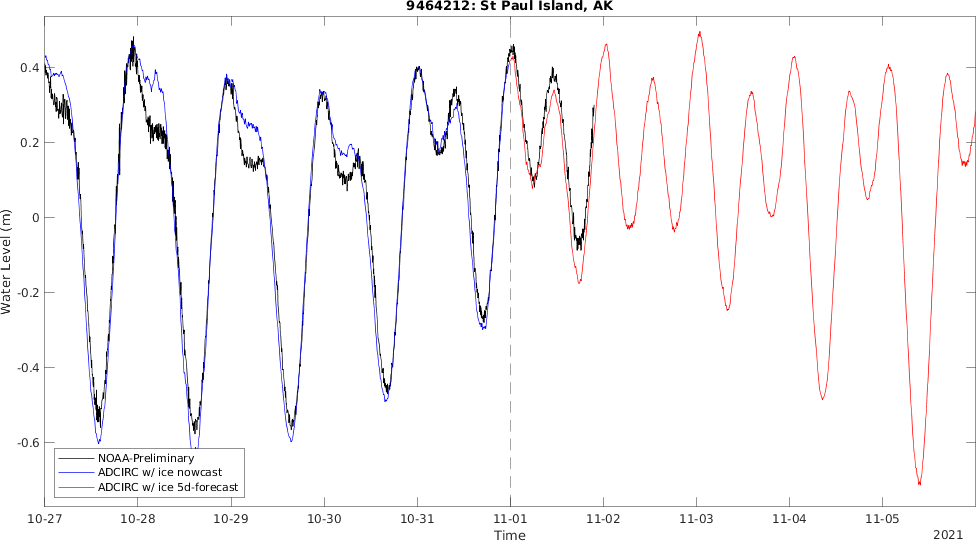 9464212: St Paul Island, AK
0.4
0.2
0
-0.2
-0.4
-0.6
Water Level (m)
NOAA-Preliminary
ADCIRC w/ ice nowcast
ADCIRC w/ ice 5d-forecast
10-27 10-28 10-29 10-30 10-31 11-01 11-02 11-03 11-04 11-05
Time
2021